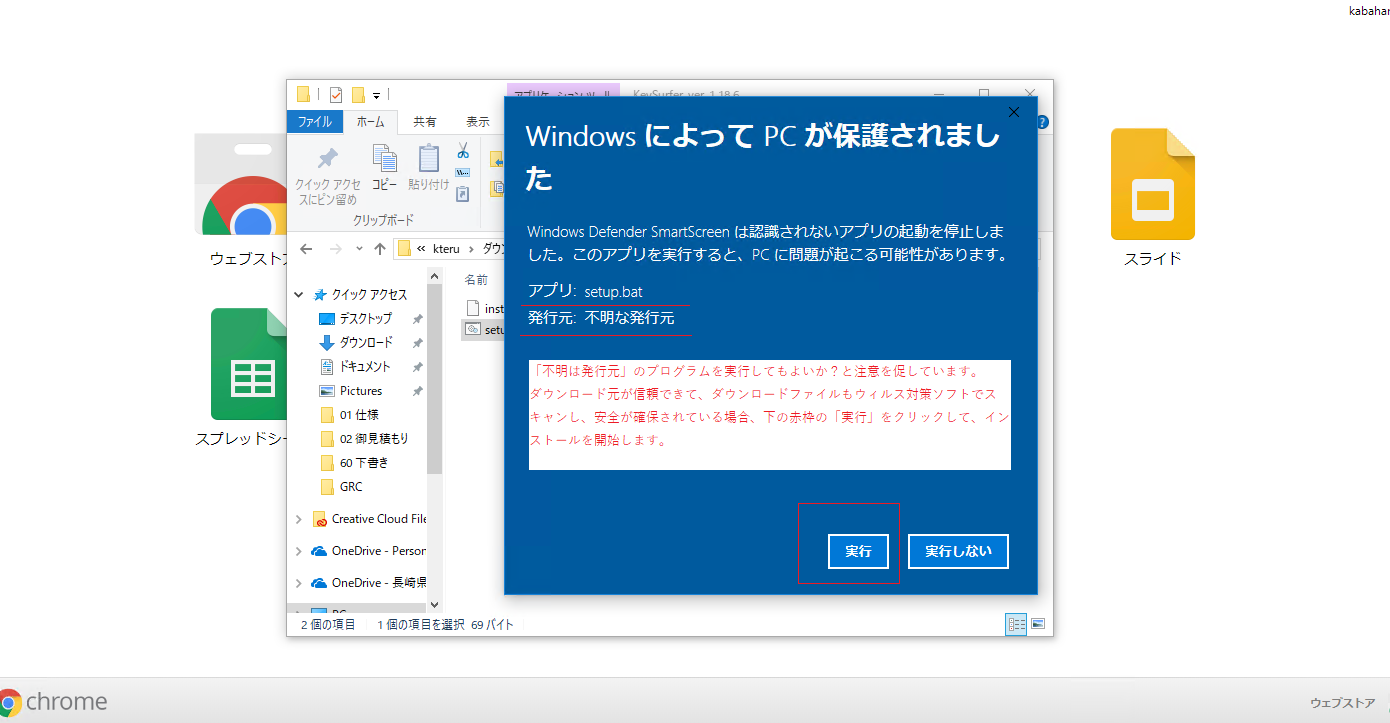 kabahar
アプリケーション ツール
KeySurfer ver. 1.18.6
ファイル
ホーム
共有
表示
クイック アクセスにピン留め
コピー
貼り付け
クリップボード
« kteru › ダウ
名前
クイック アクセス
デスクトップ
ダウンロード
ドキュメント
Pictures
01 仕様
02 御見積もり
60 下書き
GRC
Creative Cloud File
OneDrive - Person
OneDrive - 長崎県
PC
inst
setu
2 個の項目
1 個の項目を選択 69 バイト
Windows によって PC が保護されまし
た
Windows Defender SmartScreen は認識されないアプリの起動を停止しま
した。このアプリを実行すると、PC に問題が起こる可能性があります。
アプリ: setup.bat
発行元: 不明な発行元
「不明は発行元」のプログラムを実行してもよいか？と注意を促しています。
ダウンロード元が信頼できて、ダウンロードファイルもウィルス対策ソフトでス
キャンし、安全が確保されている場合、下の赤枠の「実行」をクリックして、イン
ストールを開始します。
実行
実行しない
ウェブストア
スプレッドシー
スライド
chrome
ウェブストア